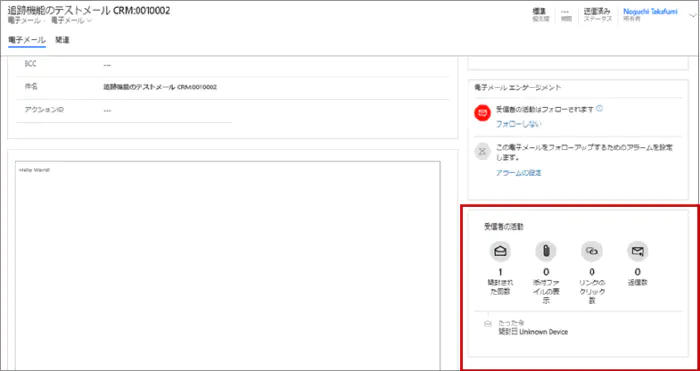 追跡機能のテストメール CRM:0010002
電子メール · 電子メール
標準
優先度
---
期限
送信済み
ステータス
Noguchi Takafumi
所有者
電子メール 関連
BCC ---
件名 追跡機能のテストメール CRM:0010002
アクションID ---
Hello World!
電子メール エンゲージメント
受信者の活動はフォローされます
フォローしない
この電子メールをフォローアップするためのアラームを設定
します。
アラームの設定
受信者の活動
1
開封され
た回数
0
添付ファ
イルの表
示
0
リンクの
クリック
数
0
返信数
たった今
開封日 Unknown Device